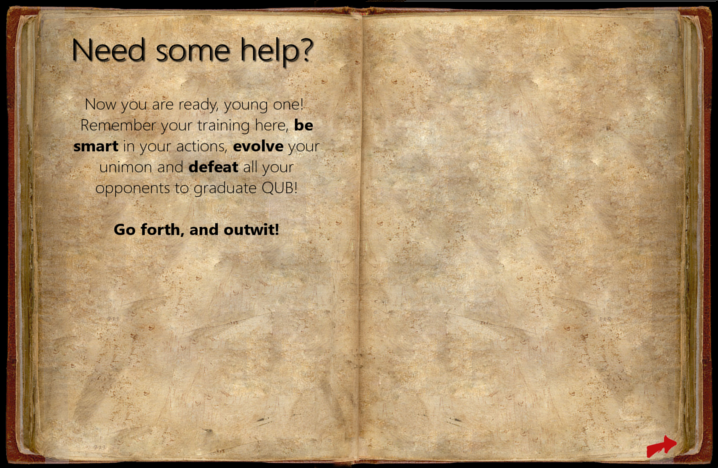 Need some help?
Now you are ready, young one!
Remember your training here, be
smart in your actions, evolve your
unimon and defeat all your
opponents to graduate QUB!
Go forth, and outwit!